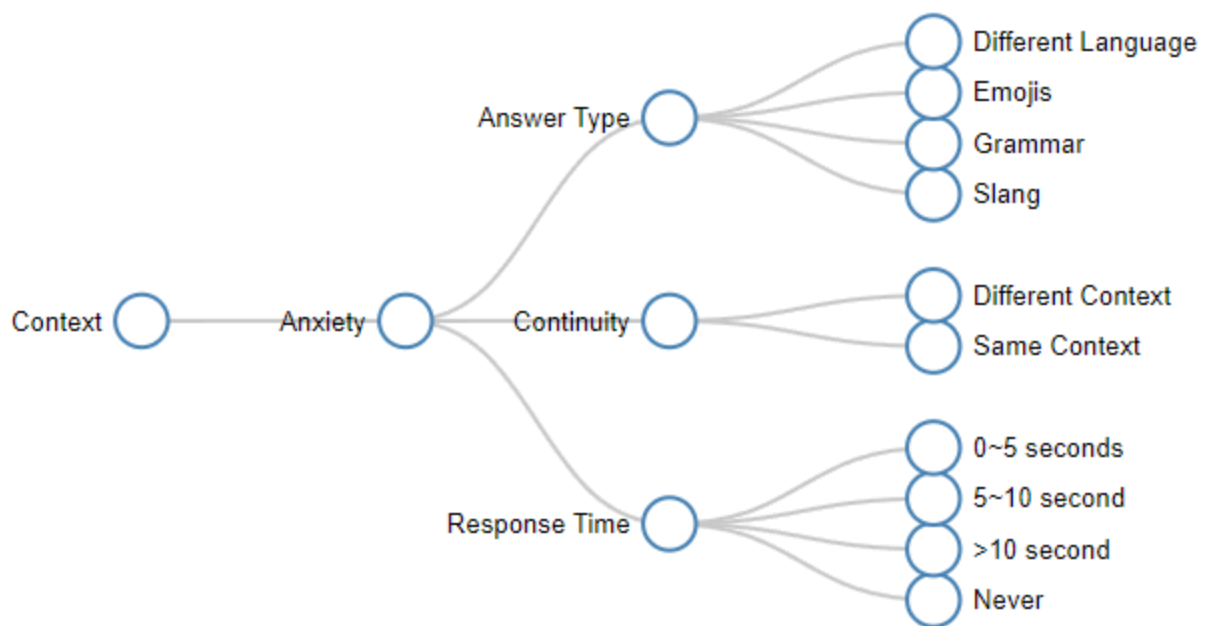 Different Language
Emojis
Answer Type
Grammar
Slang
Different Context
Context
Anxiety
Continuity
Same Context
0~5 seconds
5~10 second
Response Time
>10 second
Never